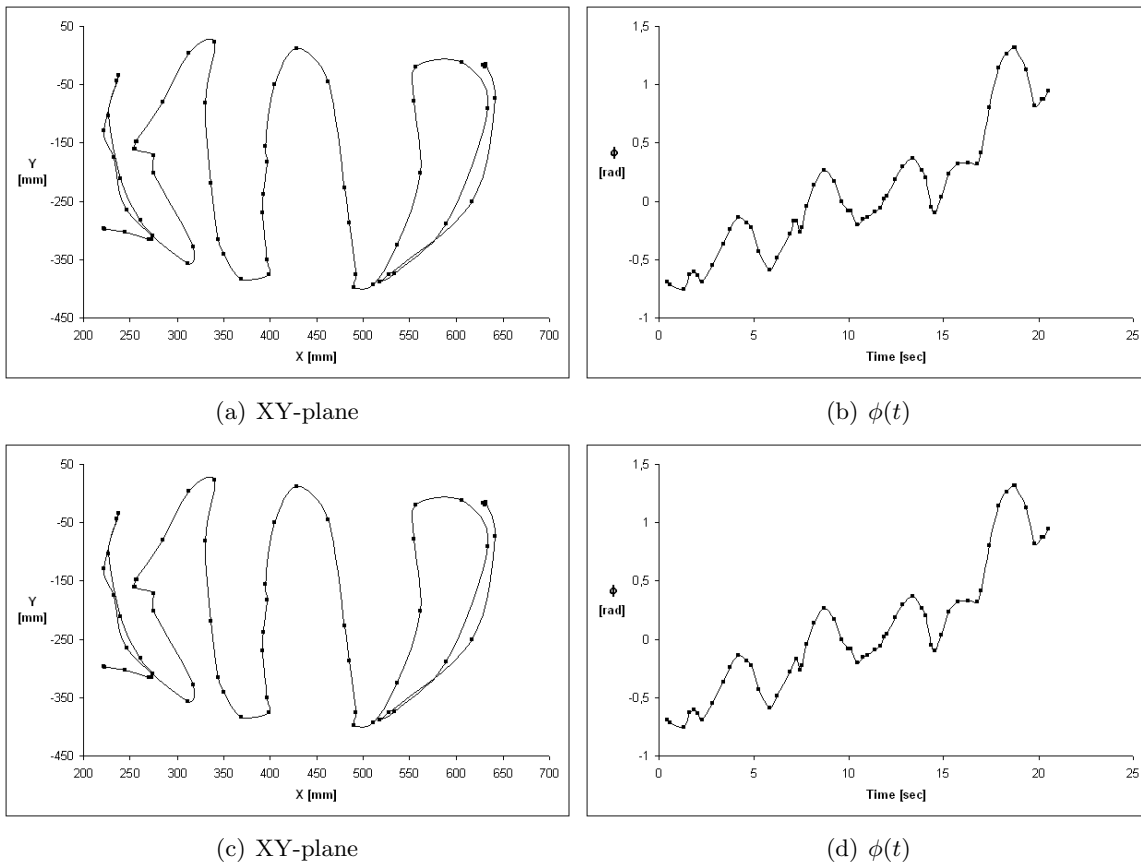 50
-50
-150
-250
-350
-450
Y
[mm]
200 250 300 350 400 450 500 550 600 650 700
X [mm]
1,5
1
0,5
0
-0,5
-1
ϕ
[rad]
0 5 10 15 20 25
Time [sec]
(a) XY-plane
(b) ϕ(t)
50
-50
-150
-250
-350
-450
Y
[mm]
200 250 300 350 400 450 500 550 600 650 700
X [mm]
1,5
1
0,5
0
-0,5
-1
ϕ
[rad]
0 5 10 15 20 25
Time [sec]
(c) XY-plane
(d) ϕ(t)